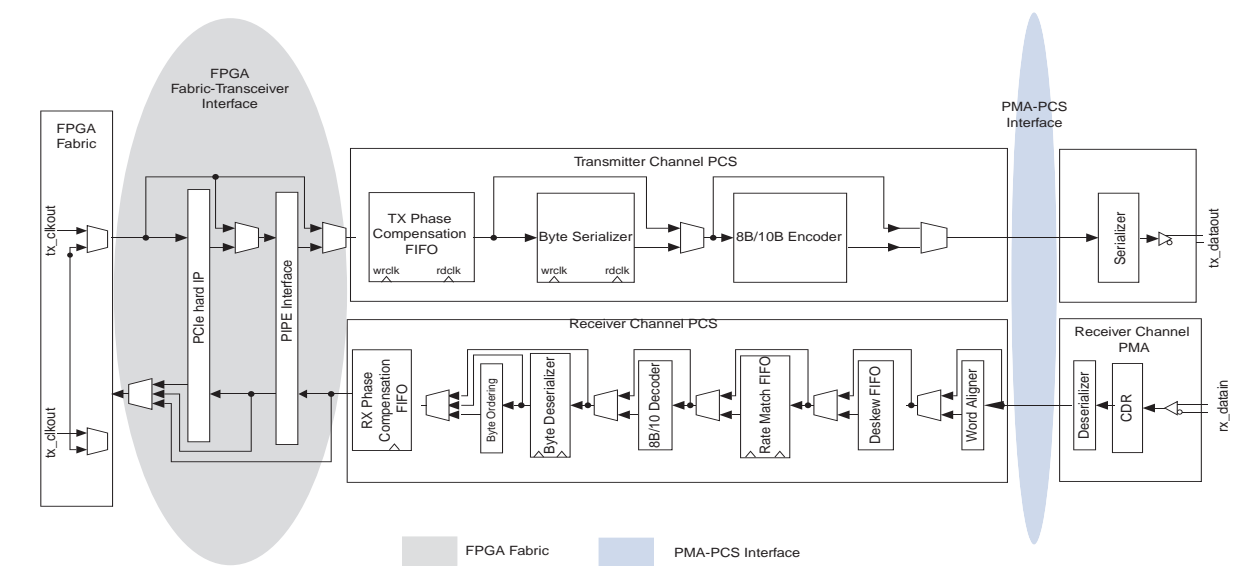 FPGA
Fabric-Transceiver
Interface
PMA-PCS
Interface
FPGA
Fabric
Transmitter Channel PCS
tx_clkout
PCIe hard IP
PIPE Interface
TX Phase
Compensation
FIFO
wrclk
rdclk
Byte Serializer
wrclk
rdclk
8B/10B Encoder
Serializer
tx_dataout
Receiver Channel PCS
Receiver Channel
PMA
tx_clkout
RX Phase
Compensation
FIFO
Byte Ordering
Byte Deserializer
8B/10 Decoder
Rate Match FIFO
Deskew FIFO
Word Aligner
Deserializer
CDR
rx_datain
FPGA Fabric
PMA-PCS Interface